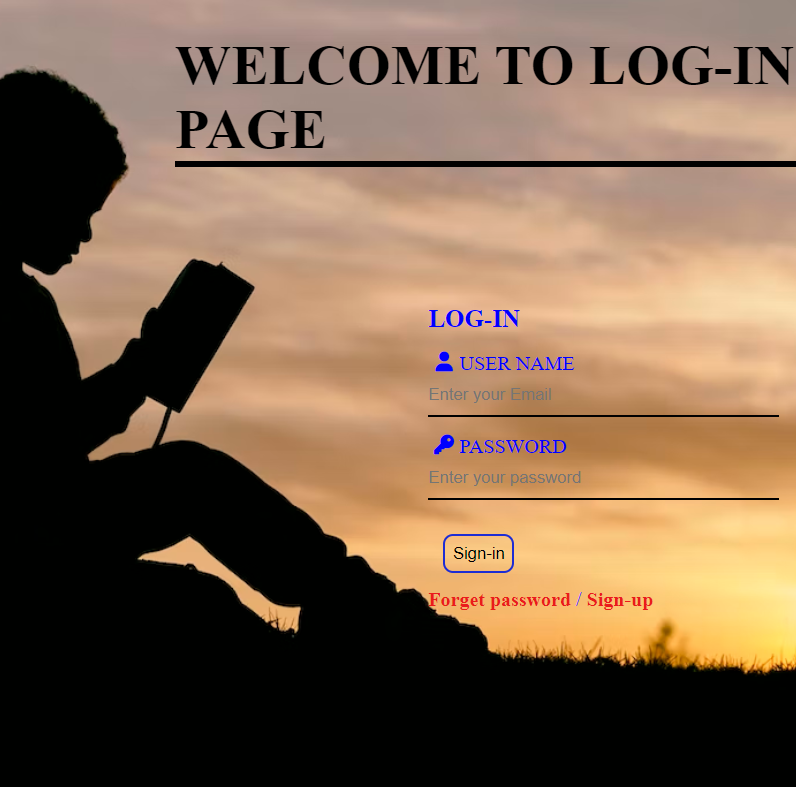 WELCOME TO LOG-IN
PAGE
LOG-IN
USER NAME
Enter your Email
PASSWORD
Enter your password
Sign-in
Forget password / Sign-up